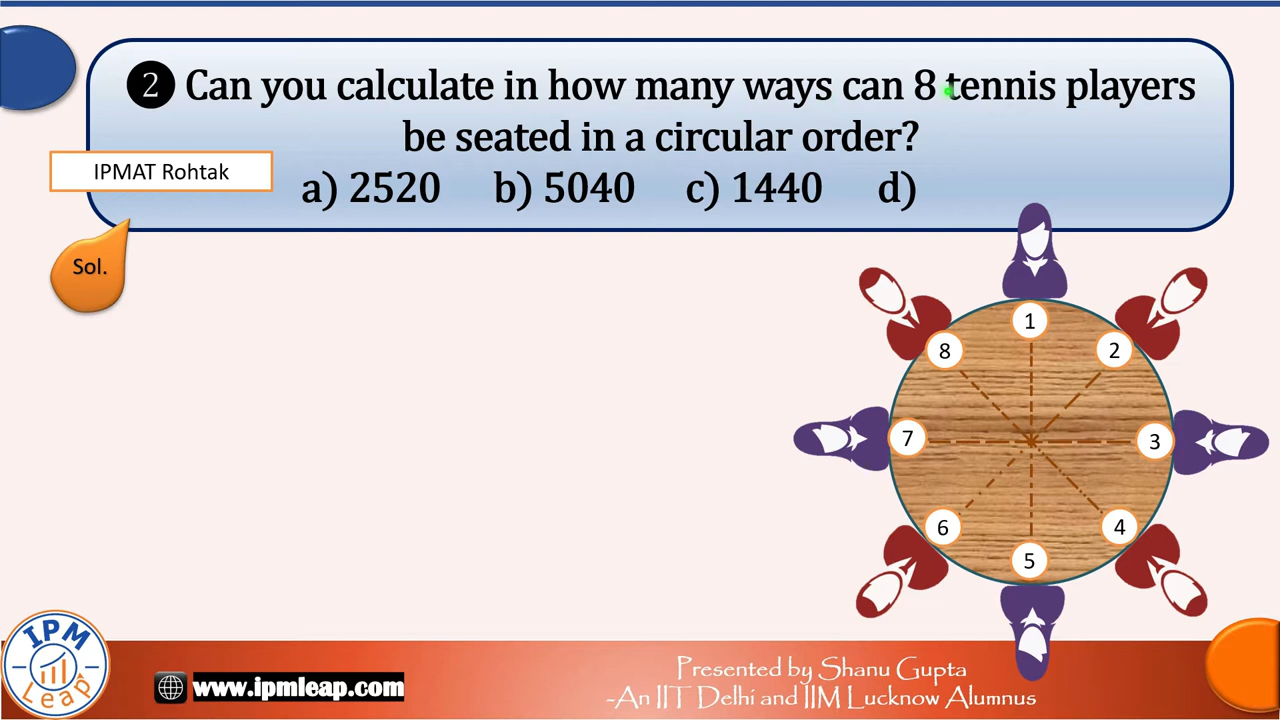 ❷ Can you calculate in how many ways can 8 tennis players
be seated in a circular order?
IPMAT Rohtak
a) 2520 b) 5040 c) 1440 d)
Sol.
1
8
2
7
3
6
4
5
IPM
Leap
www.ipmleap.com
Presented by Shanu Gupta
-An IIT Delhi and IIM Lucknow Alumnus